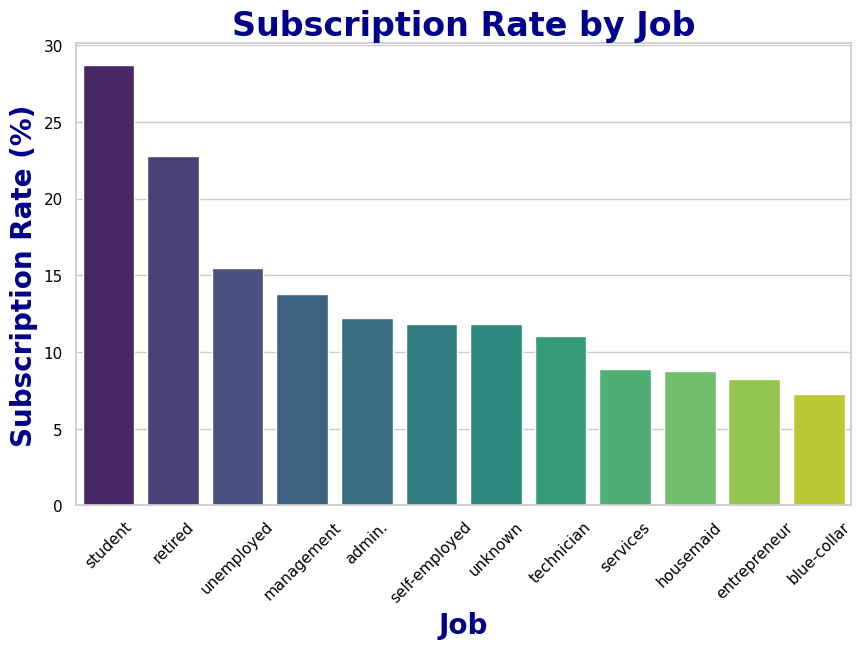 Subscription Rate by Job
Subscription Rate (%)
30
25
20
15
10
5
0
student
retired
unemployed
management
admin.
self-employed
unknown
technician
services
housemaid
entrepreneur
blue-collar
Job